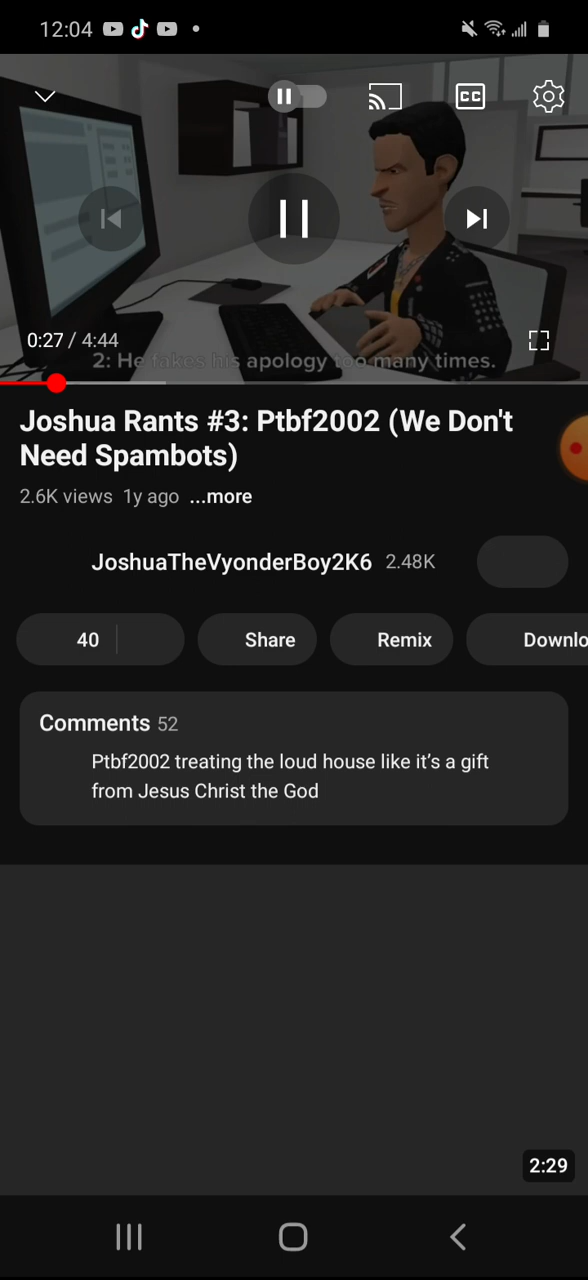 12:04
CC
0:27 / 4:44
2: He fakes his apology too many times.
Joshua Rants #3: Ptbf2002 (We Don't
Need Spambots)
2.6K views 1y ago ...more
JoshuaTheVyonderBoy2K6 2.48K
40 Share Remix Downlo
Comments 52
Ptbf2002 treating the loud house like it’s a gift
from Jesus Christ the God
2:29